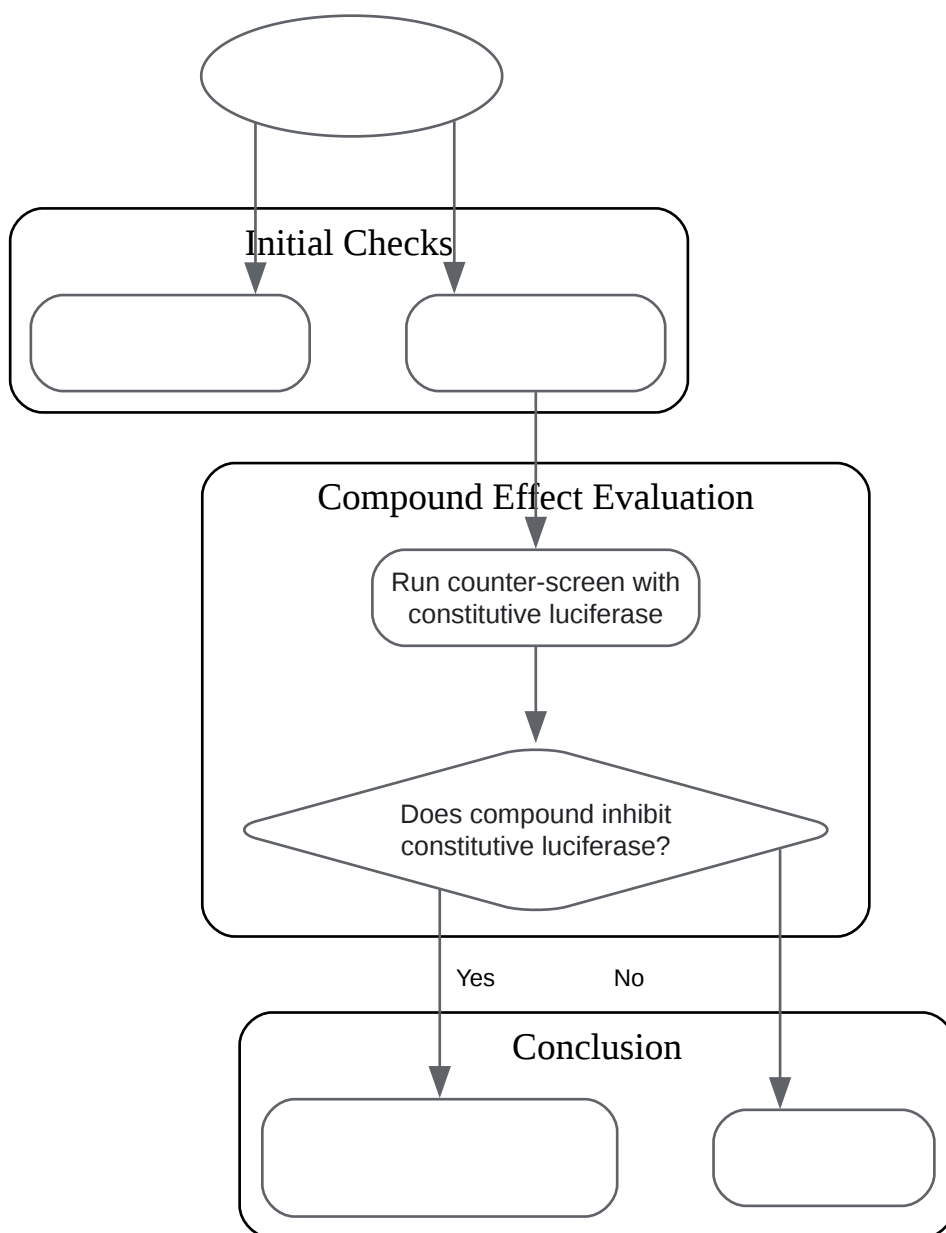 Initial Checks
Compound Effect Evaluation
Run counter-screen with
constitutive luciferase
Does compound inhibit
constitutive luciferase?
Yes
No
Conclusion